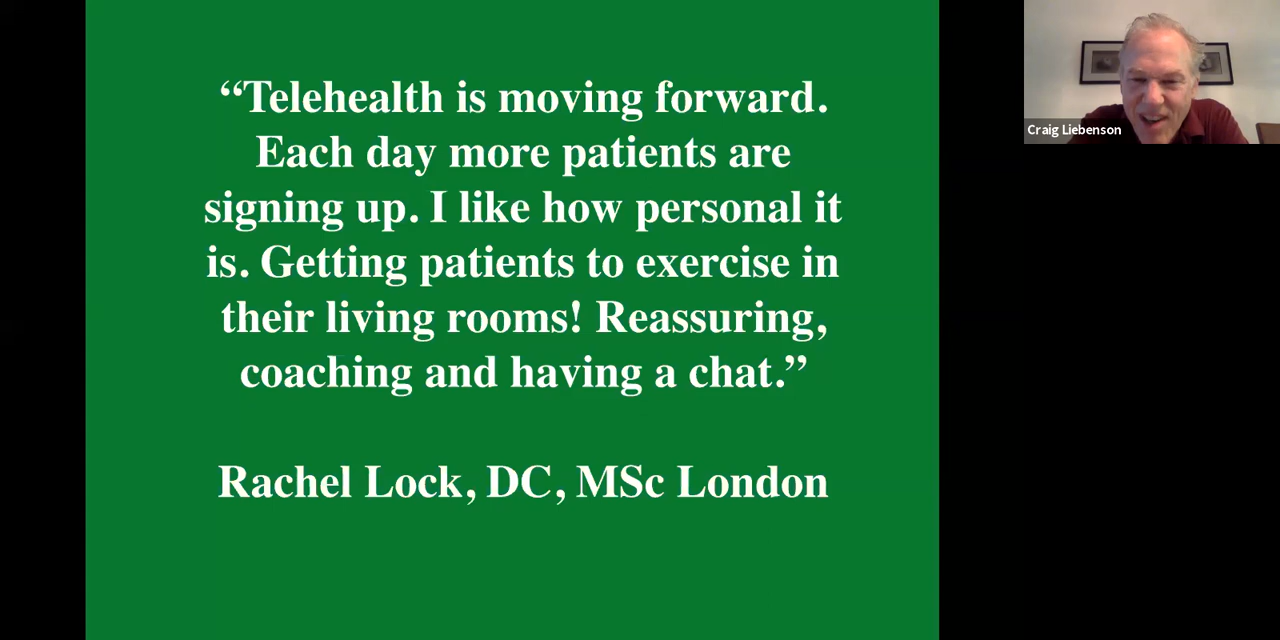 “Telehealth is moving forward.
Each day more patients are
signing up. I like how personal it
is. Getting patients to exercise in
their living rooms! Reassuring,
coaching and having a chat.”
Rachel Lock, DC, MSc London
Craig Liebenson